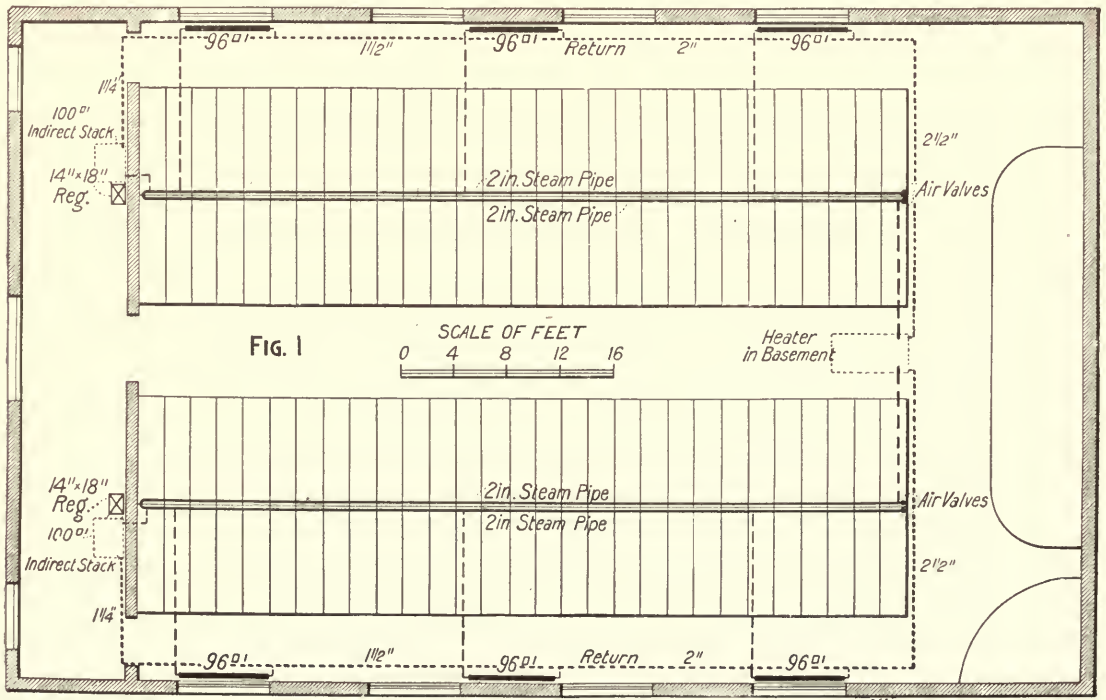 96□' 1½" 96□' Return 2" 96□'
1¼"
100□'
Indirect Stack
2½"
14"×18"
Reg.
2 in. Steam Pipe
Air Valves
2 in. Steam Pipe
FIG. 1
SCALE OF FEET
0 4 8 12 16
Heater
in Basement
14"×18"
Reg.
2 in. Steam Pipe
Air Valves
2 in. Steam Pipe
100□'
Indirect Stack
2½"
1¼"
96□' 1½" 96□' Return 2" 96□'